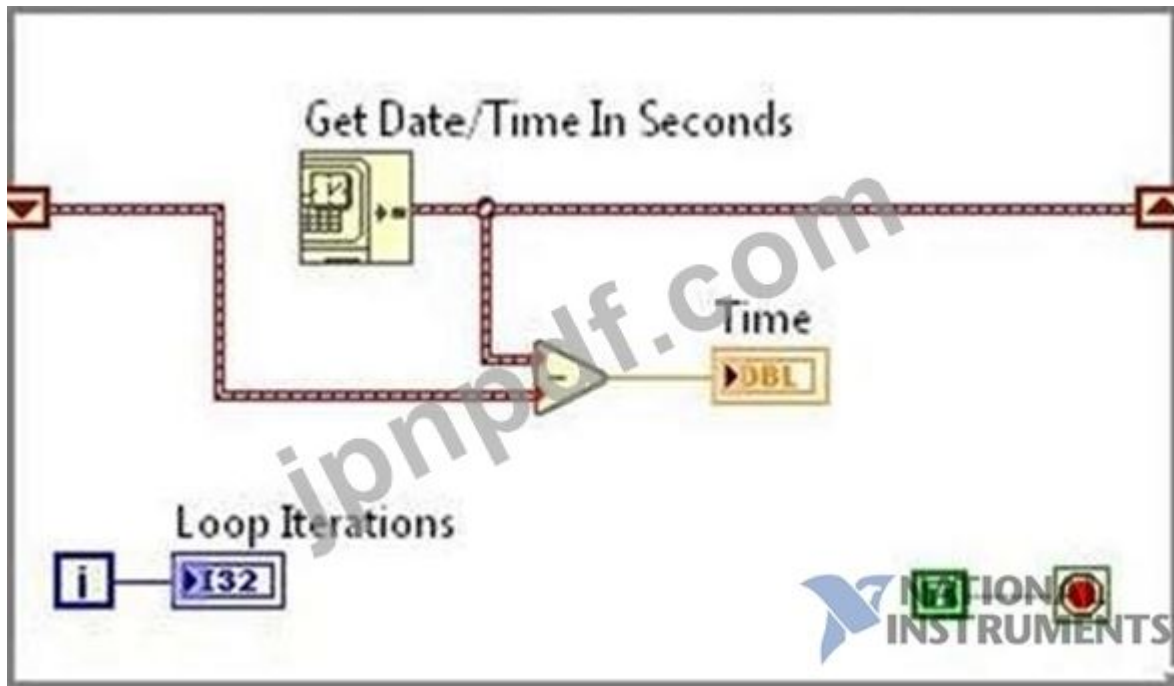 Get Date/Time In Seconds
Time
DBL
jpnpdf.com
Loop Iterations
i
I32
NATIONAL
INSTRUMENTS